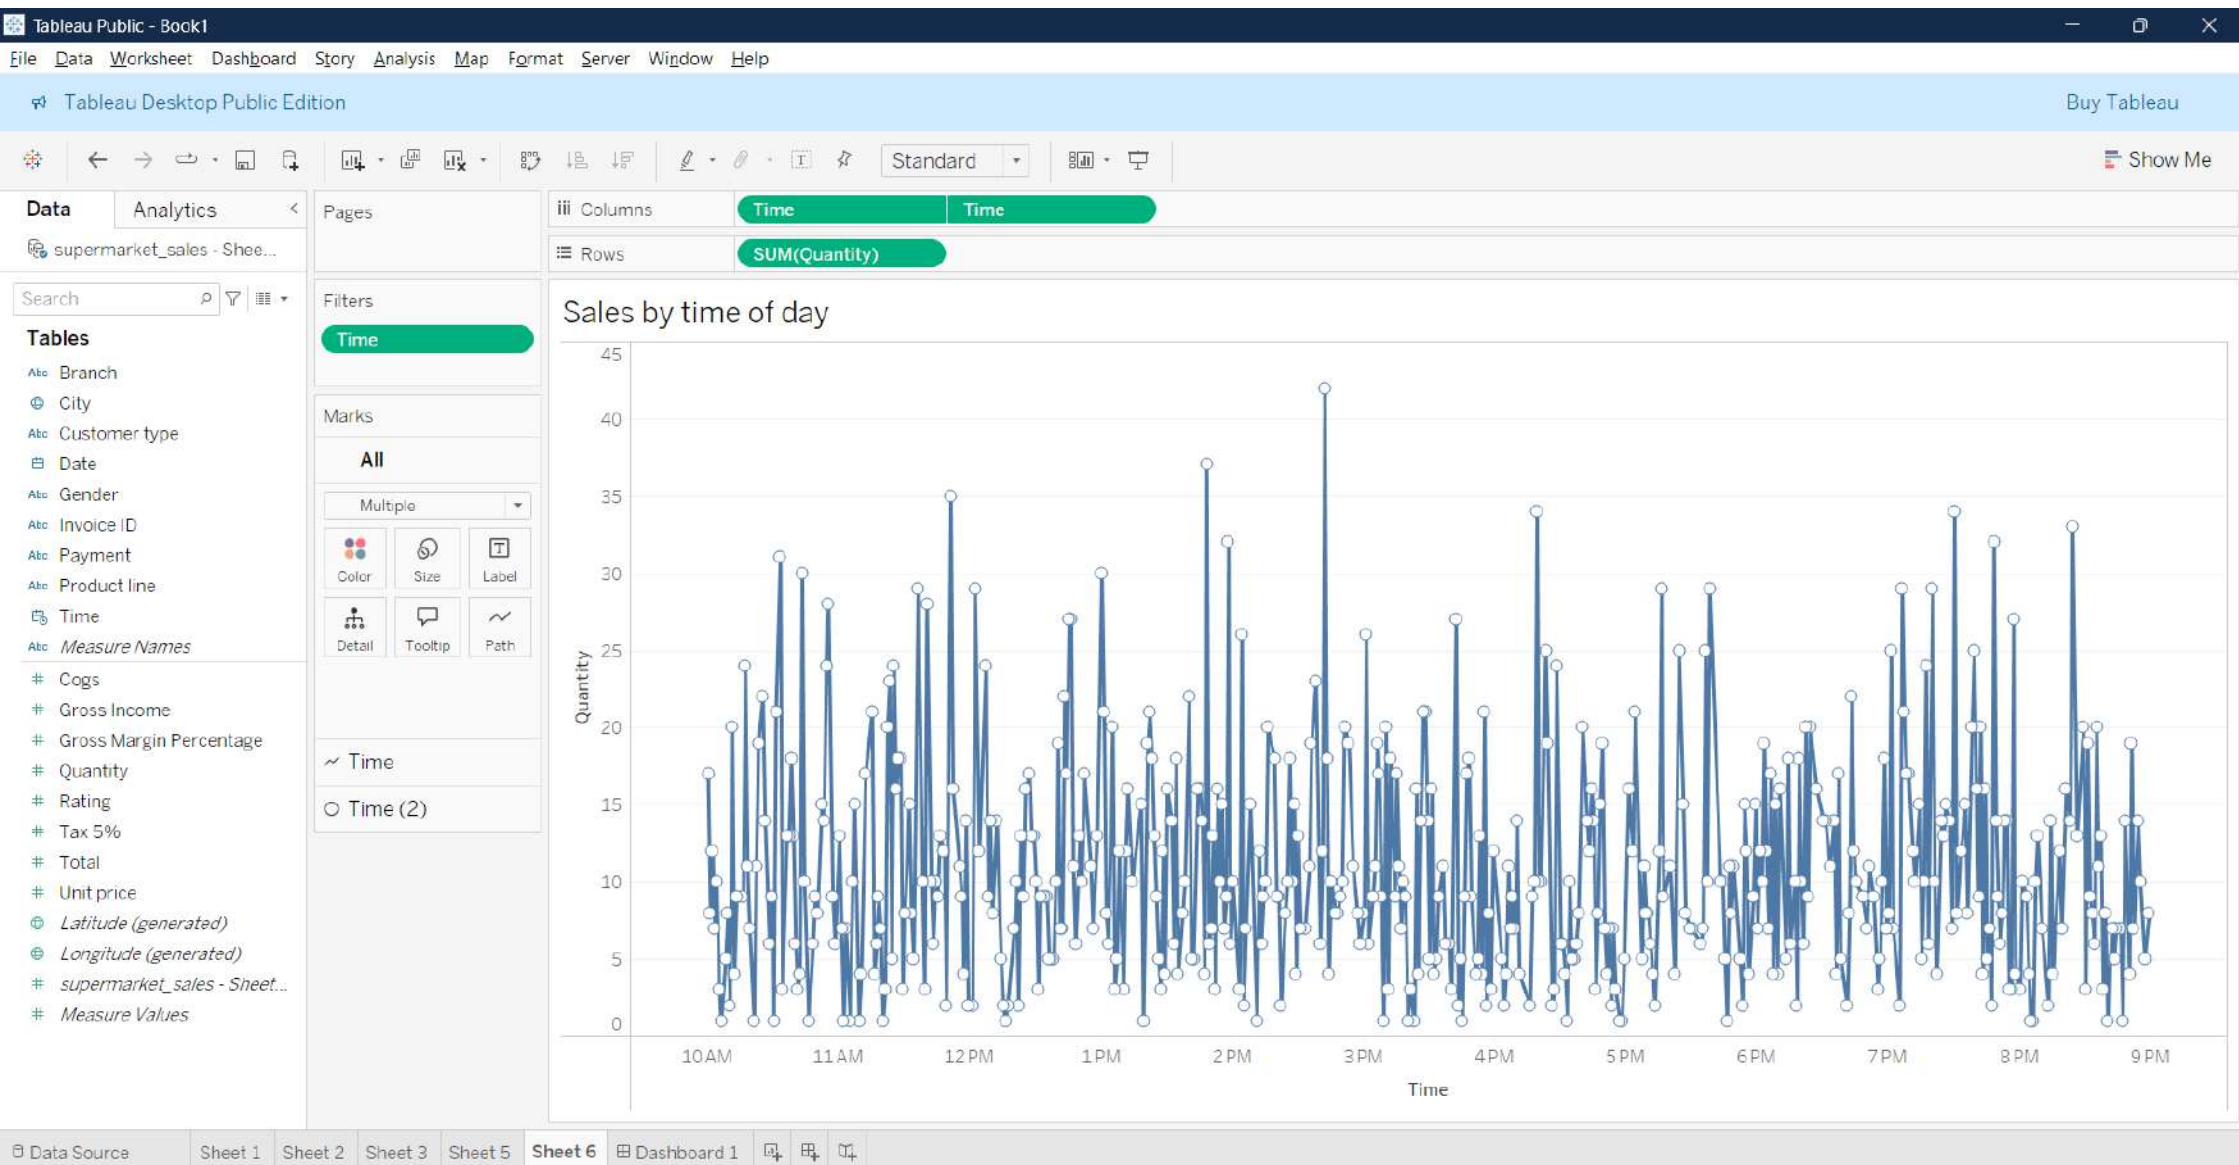 Tableau Public - Book1
File Data Worksheet Dashboard Story Analysis Map Format Server Window Help
Tableau Desktop Public Edition
Buy Tableau
Standard
Show Me
Data Analytics
supermarket_sales - Shee...
Search
Tables
Abc Branch
City
Abc Customer type
Date
Abc Gender
Abc Invoice ID
Abc Payment
Abc Product line
Time
Abc Measure Names
# Cogs
# Gross Income
# Gross Margin Percentage
# Quantity
# Rating
# Tax 5%
# Total
# Unit price
Latitude (generated)
Longitude (generated)
# supermarket_sales - Sheet...
# Measure Values
Pages
Filters
Time
Marks
All
Multiple
Color Size Label
Detail Tooltip Path
Time
Time (2)
Columns Time Time
Rows SUM(Quantity)
Sales by time of day
45
40
35
30
25
20
15
10
5
0
Quantity
10 AM 11 AM 12 PM 1 PM 2 PM 3 PM 4 PM 5 PM 6 PM 7 PM 8 PM 9 PM
Time
Data Source Sheet 1 Sheet 2 Sheet 3 Sheet 5 Sheet 6 Dashboard 1